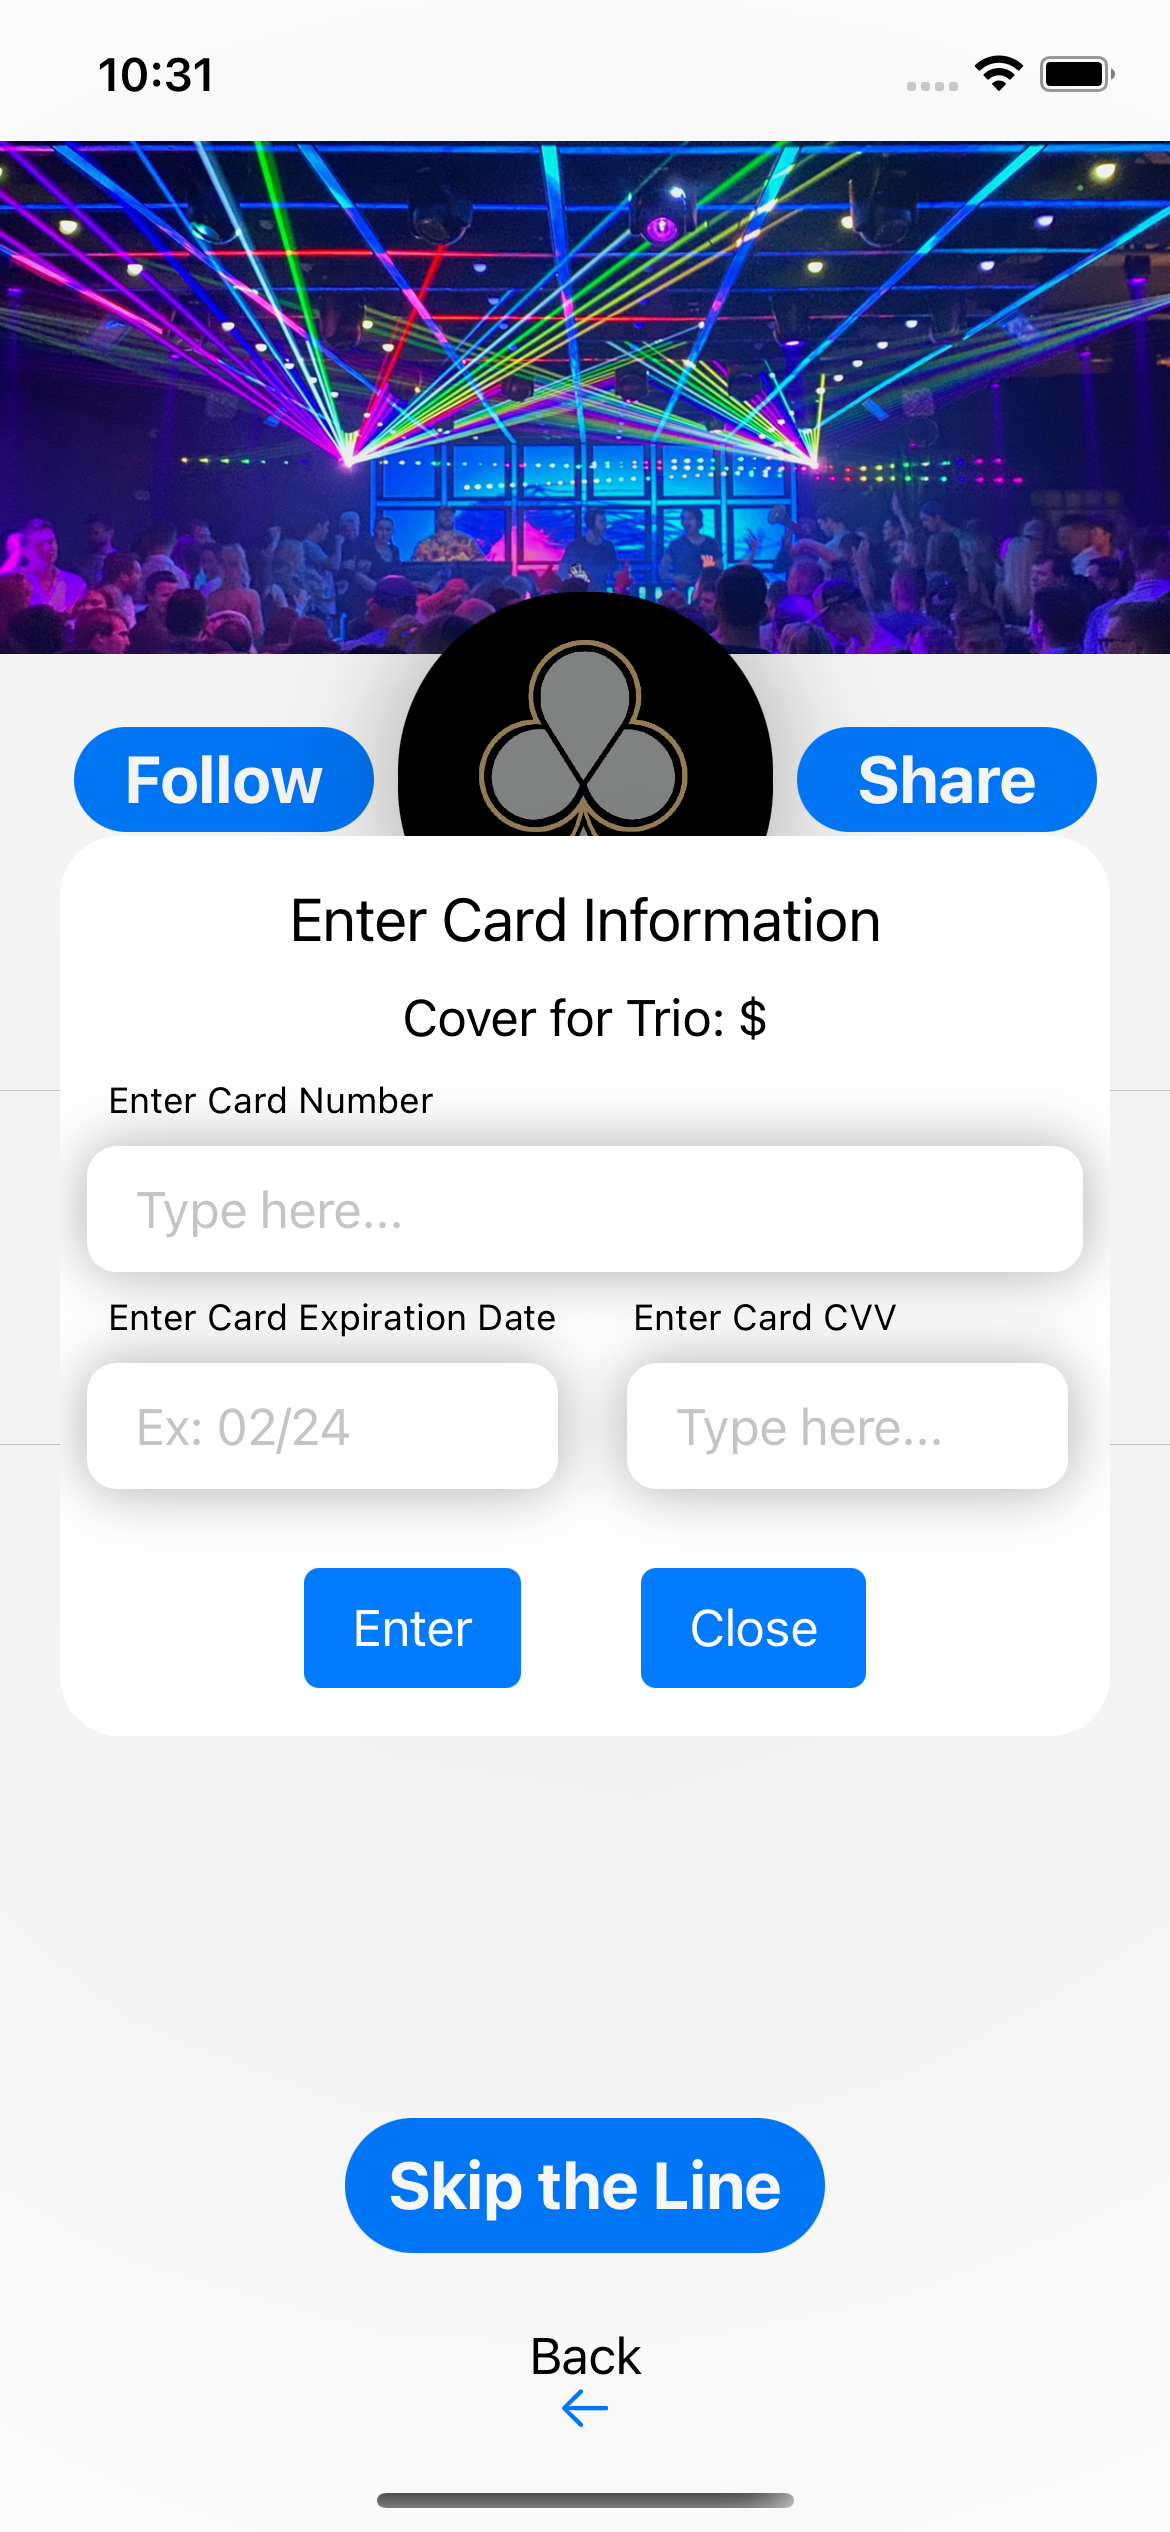 10:31
Follow
Share
Enter Card Information
Cover for Trio: $
Enter Card Number
Type here...
Enter Card Expiration Date
Enter Card CVV
Ex: 02/24
Type here...
Enter
Close
Skip the Line
Back